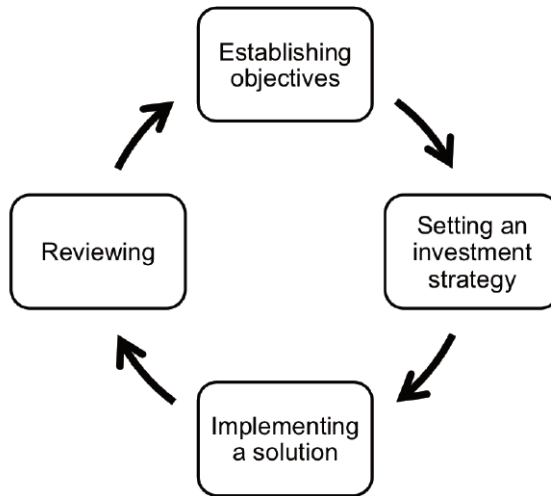 Establishing
objectives
Setting an
investment
strategy
Implementing
a solution
Reviewing